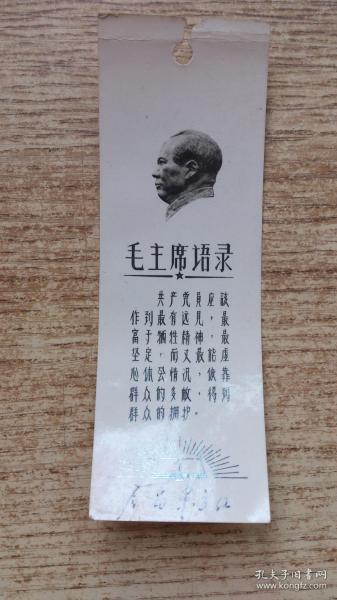 毛主席语录
共产党員应該
作到最有远見，最
富于牺牲精神，最
坚定，而又最能虚
心体会情况，依靠
群众的多数，得到
群众的拥护。
孔夫子旧书网
www.kongfz.com